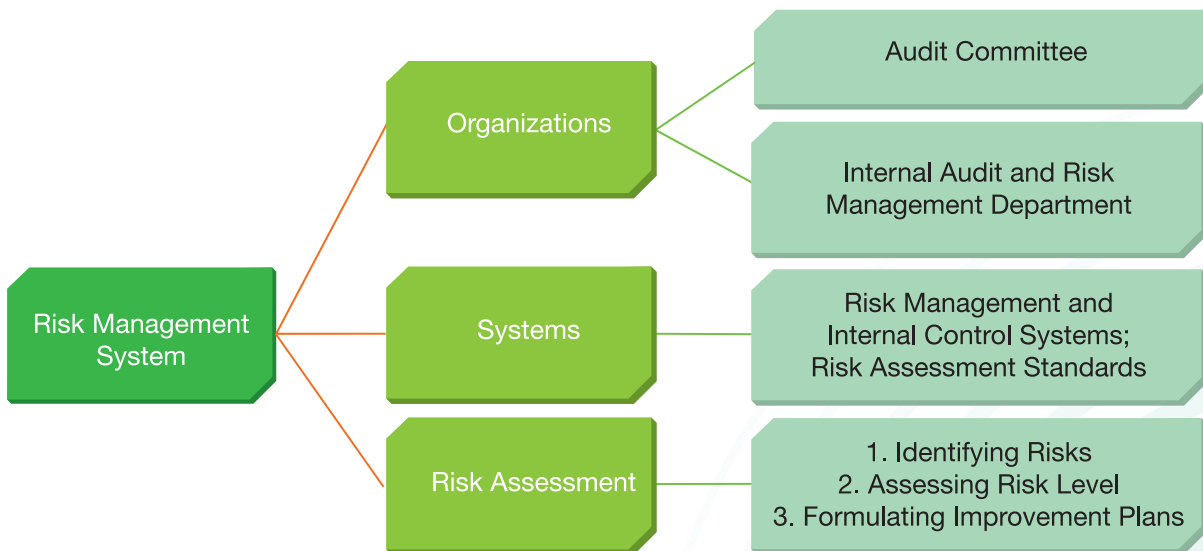 Risk Management
System
Organizations
Audit Committee
Internal Audit and Risk
Management Department
Systems
Risk Management and
Internal Control Systems;
Risk Assessment Standards
Risk Assessment
1. Identifying Risks
2. Assessing Risk Level
3. Formulating Improvement Plans